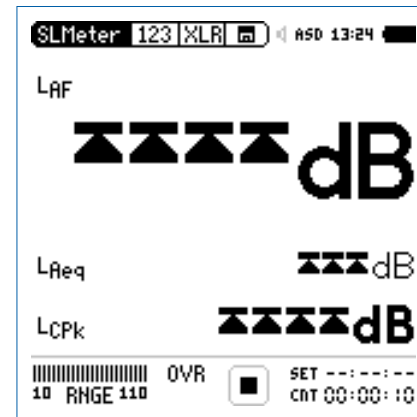 SLMeter 123 XLR ASD 13:24
LAF
dB
LAeq dB
LCPk dB
OVR SET --:--:--
10 RNGE 110 CNT 00:00:10